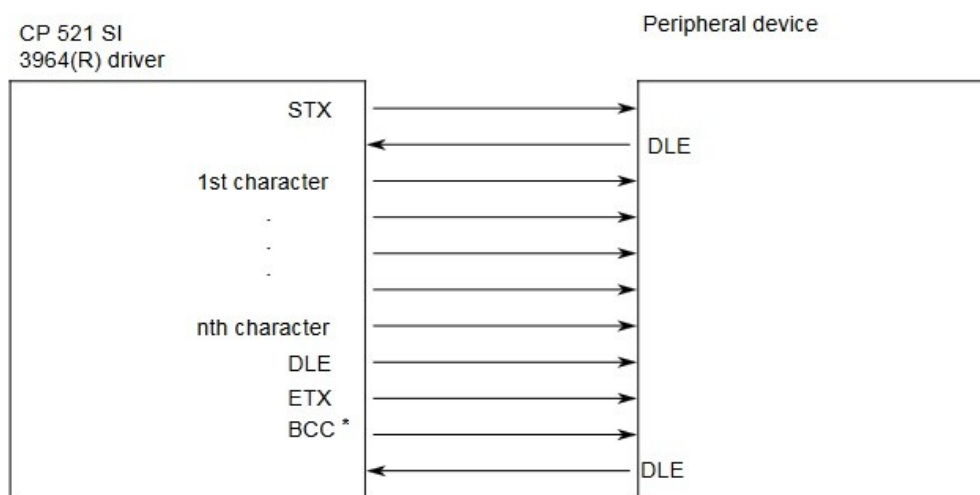 CP 521 SI
3964(R) driver
Peripheral device
STX
DLE
1st character
.
.
.
nth character
DLE
ETX
BCC *
DLE